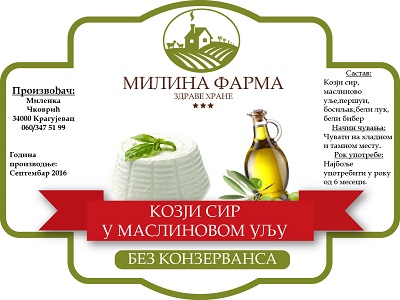 МИЛИНА ФАРМА
ЗДРАВЕ ХРАНЕ
Произвођач:
Миленка
Чковрић
34000 Крагујевац
060/347 51 99
Година
производње:
Септембар 2016
Састав:
Козји сир,
маслиново
уље,першун,
босиљак,бели лук,
бели бибер
Начин чувања:
Чувати на хладном
и тамном месту.
Рок употребе:
Најбоље
употребити у року
од 6 месеци.
КОЗЈИ СИР
У МАСЛИНОВОМ УЉУ
БЕЗ КОНЗЕРВАНСА